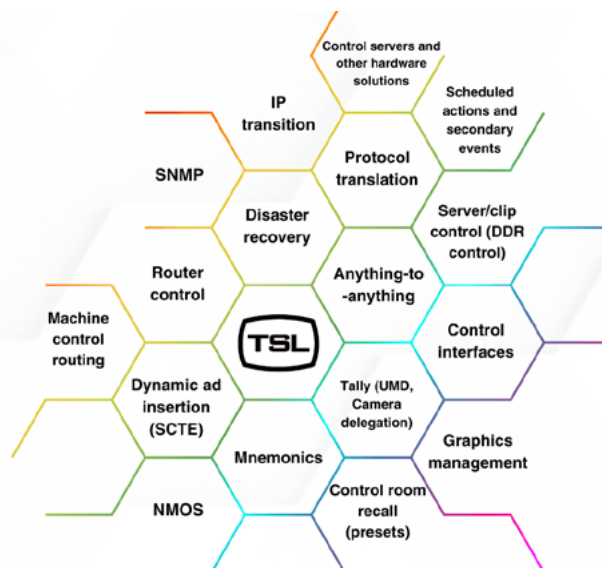 Control servers and
other hardware
solutions
Scheduled
actions and
secondary
events
IP
transition
Protocol
translation
SNMP
Disaster
recovery
Server/clip
control (DDR
control)
Router
control
Anything-to
-anything
Machine
control
routing
TSL
Control
interfaces
Dynamic ad
insertion
(SCTE)
Tally (UMD,
Camera
delegation)
Mnemonics
Graphics
management
NMOS
Control room
recall
(presets)